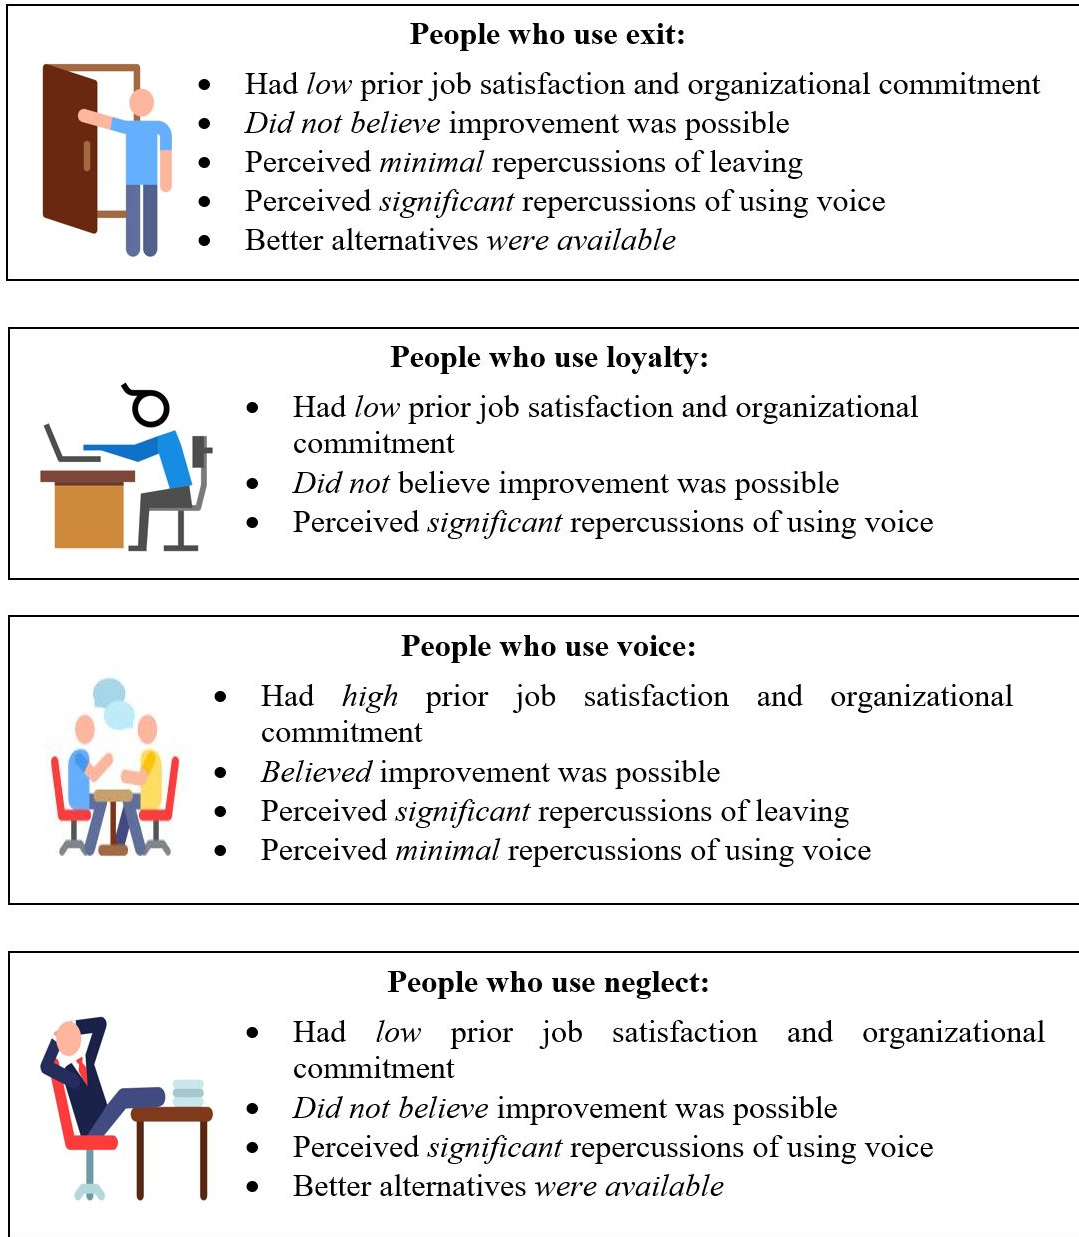 People who use exit:
• Had low prior job satisfaction and organizational commitment
• Did not believe improvement was possible
• Perceived minimal repercussions of leaving
• Perceived significant repercussions of using voice
• Better alternatives were available
People who use loyalty:
• Had low prior job satisfaction and organizational
commitment
• Did not believe improvement was possible
• Perceived significant repercussions of using voice
People who use voice:
• Had high prior job satisfaction and organizational
commitment
• Believed improvement was possible
• Perceived significant repercussions of leaving
• Perceived minimal repercussions of using voice
People who use neglect:
• Had low prior job satisfaction and organizational
commitment
• Did not believe improvement was possible
• Perceived significant repercussions of using voice
• Better alternatives were available